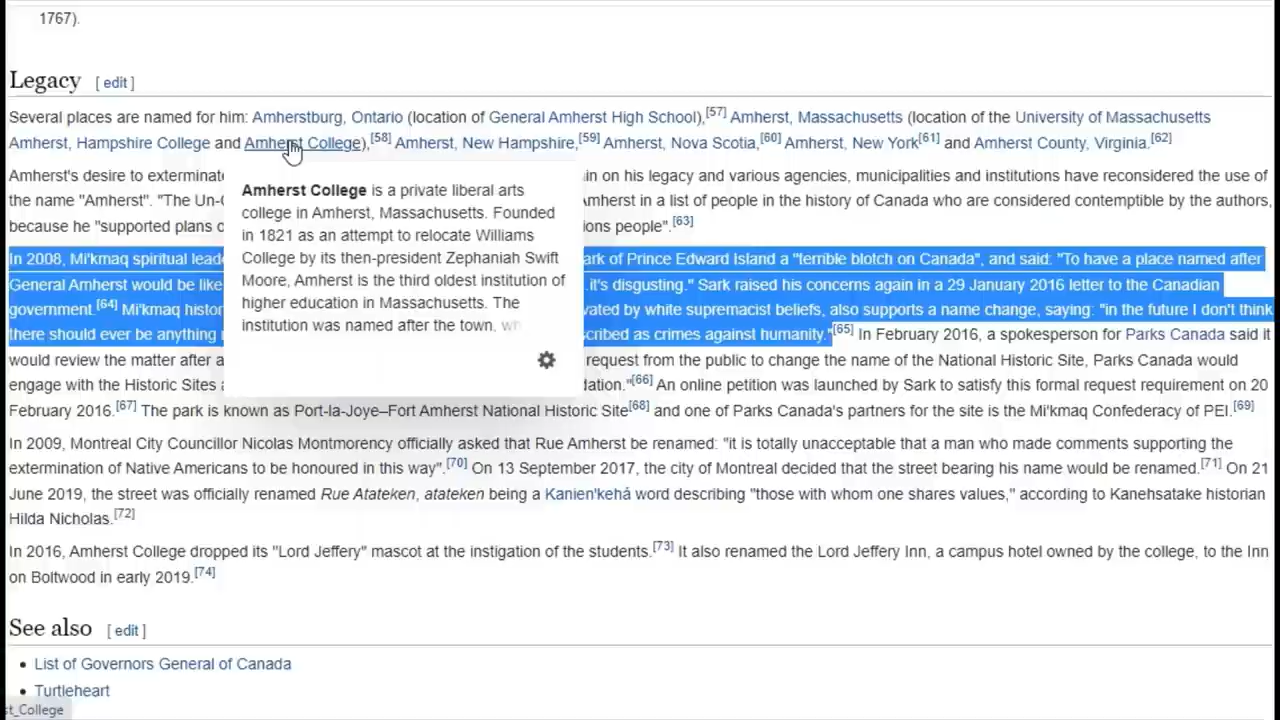 1767).
Legacy [ edit ]
Several places are named for him: Amherstburg, Ontario (location of General Amherst High School),[57] Amherst, Massachusetts (location of the University of Massachusetts
Amherst, Hampshire College and Amherst College),[58] Amherst, New Hampshire,[59] Amherst, Nova Scotia,[60] Amherst, New York[61] and Amherst County, Virginia.[62]
Amherst's desire to exterminate in on his legacy and various agencies, municipalities and institutions have reconsidered the use of
the name "Amherst". "The Un- Amherst in a list of people in the history of Canada who are considered contemptible by the authors,
because he "supported plans ions people".[63]
In 2008, Mi'kmaq spiritual lead ark of Prince Edward Island a "terrible blotch on Canada", and said: "To have a place named after
General Amherst would be like .it's disgusting." Sark raised his concerns again in a 29 January 2016 letter to the Canadian
government.[64] Mi'kmaq histor vated by white supremacist beliefs, also supports a name change, saying: "in the future I don't think
there should ever be anything scribed as crimes against humanity."[65] In February 2016, a spokesperson for Parks Canada said it
would review the matter after a request from the public to change the name of the National Historic Site, Parks Canada would
engage with the Historic Sites dation."[66] An online petition was launched by Sark to satisfy this formal request requirement on 20
February 2016.[67] The park is known as Port-la-Joye–Fort Amherst National Historic Site[68] and one of Parks Canada's partners for the site is the Mi'kmaq Confederacy of PEI.[69]
Amherst College is a private liberal arts
college in Amherst, Massachusetts. Founded
in 1821 as an attempt to relocate Williams
College by its then-president Zephaniah Swift
Moore, Amherst is the third oldest institution of
higher education in Massachusetts. The
institution was named after the town, wh
In 2009, Montreal City Councillor Nicolas Montmorency officially asked that Rue Amherst be renamed: "it is totally unacceptable that a man who made comments supporting the
extermination of Native Americans to be honoured in this way".[70] On 13 September 2017, the city of Montreal decided that the street bearing his name would be renamed.[71] On 21
June 2019, the street was officially renamed Rue Atateken, atateken being a Kanien'kehá word describing "those with whom one shares values," according to Kanehsatake historian
Hilda Nicholas.[72]
In 2016, Amherst College dropped its "Lord Jeffery" mascot at the instigation of the students.[73] It also renamed the Lord Jeffery Inn, a campus hotel owned by the college, to the Inn
on Boltwood in early 2019.[74]
See also [ edit ]
• List of Governors General of Canada
• Turtleheart
st_College